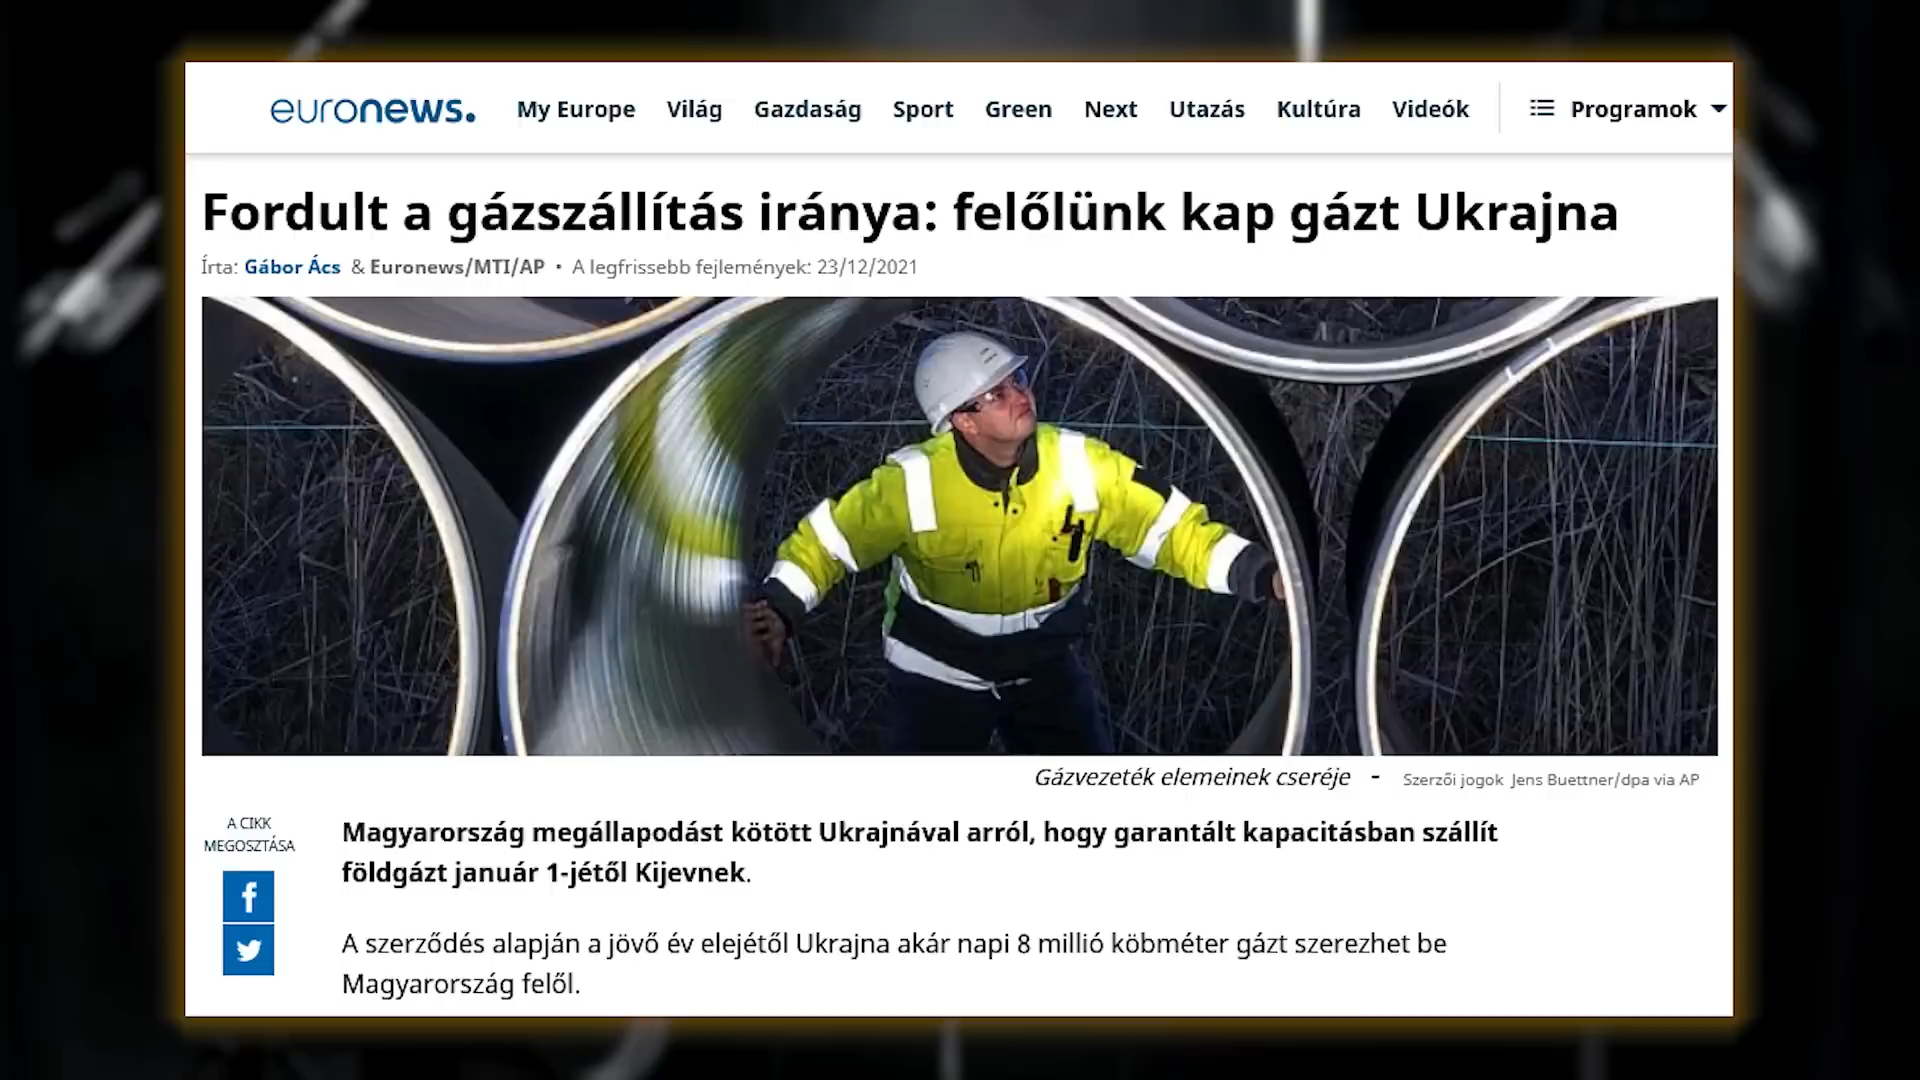 euronews.
My Europe Világ Gazdaság Sport Green Next Utazás Kultúra Videók Programok
Fordult a gázszállítás iránya: felőlünk kap gázt Ukrajna
Írta: Gábor Ács & Euronews/MTI/AP • A legfrissebb fejlemények: 23/12/2021
Gázvezeték elemeinek cseréje - Szerzői jogok Jens Buettner/dpa via AP
A CIKK
MEGOSZTÁSA
Magyarország megállapodást kötött Ukrajnával arról, hogy garantált kapacitásban szállít
földgázt január 1-jétől Kijevnek.
A szerződés alapján a jövő év elejétől Ukrajna akár napi 8 millió köbméter gázt szerezhet be
Magyarország felől.